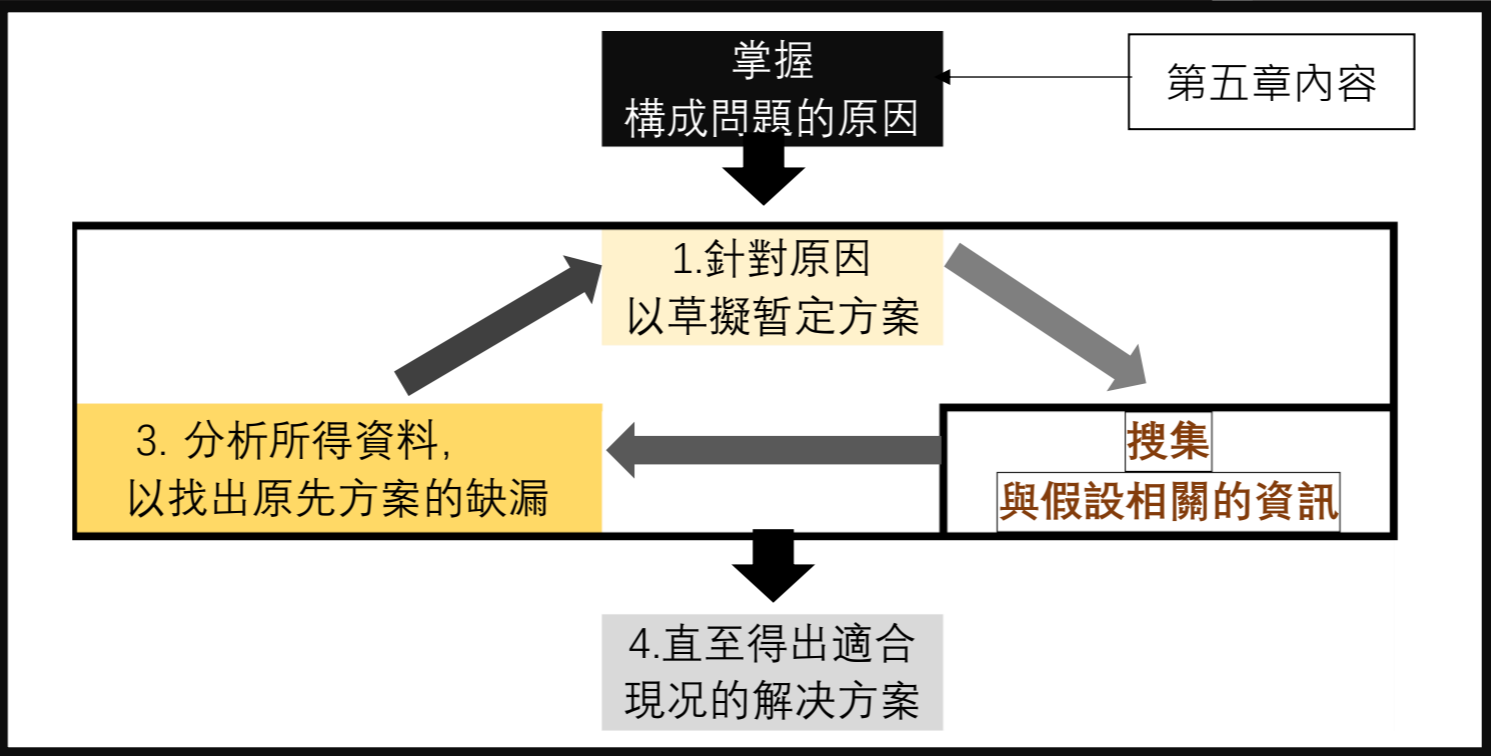 掌握
構成問題的原因
第五章內容
1.針對原因
以草擬暫定方案
3. 分析所得資料,
以找出原先方案的缺漏
搜集
與假設相關的資訊
4.直至得出適合
現況的解決方案